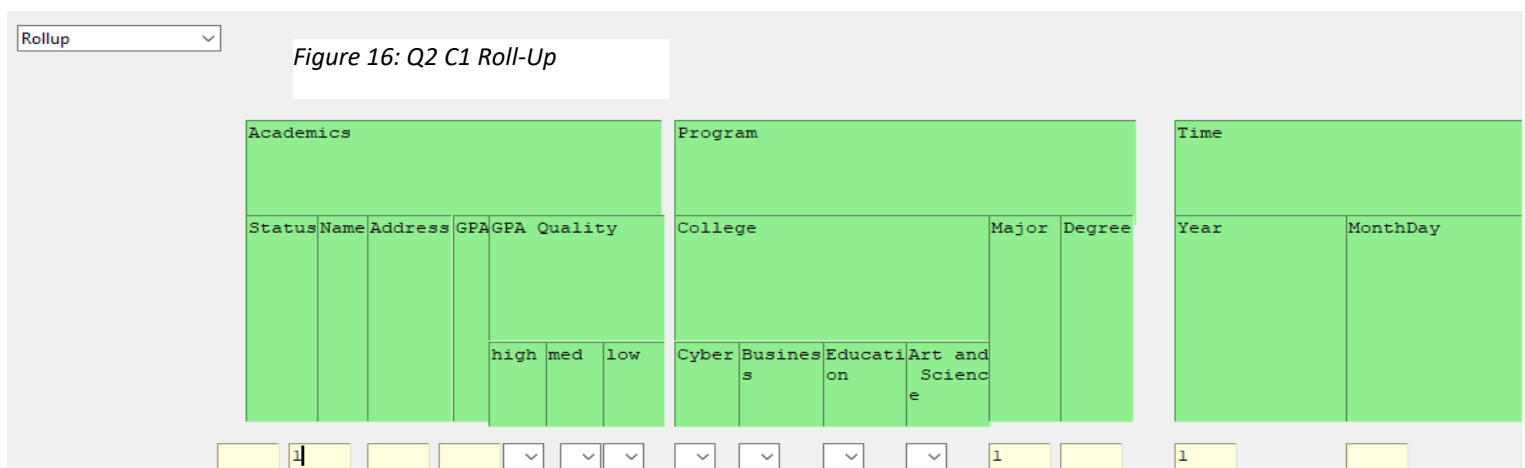 Rollup
Figure 16: Q2 C1 Roll-Up
Academics Program Time
Status Name Address GPA GPA Quality College Major Degree Year MonthDay
high med low Cyber Busines Educati Art and
s on Scienc
e
1 1 1